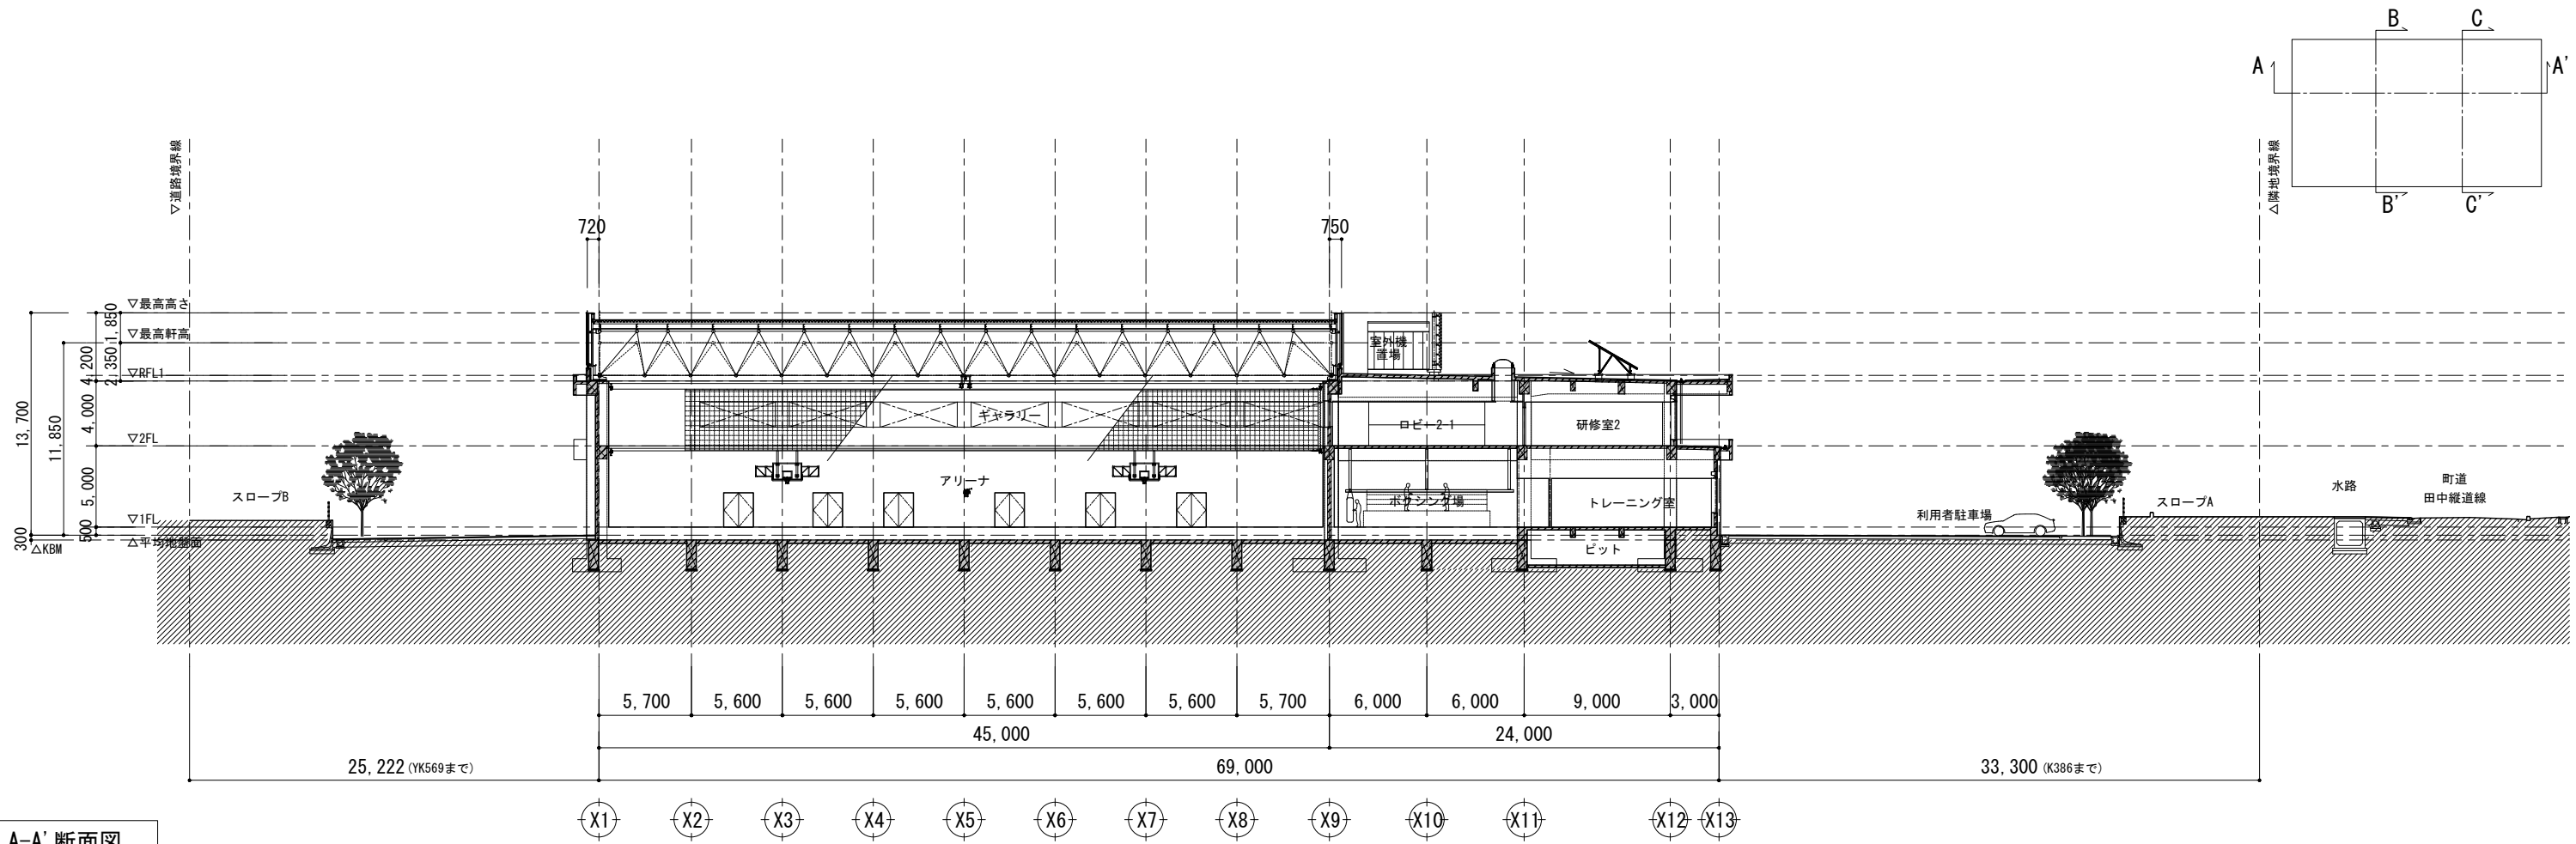 B
C
A
A'
B'
C'
▽道路境界線
△隣地境界線
720
750
▽最高高さ
▽最高軒高
▽RFL1
▽2FL
▽1FL
△平均地盤面
△KBM
13,700
300
11,850
4,200
4,000
5,000
500
1,850
2,350
室外機
置場
ギャラリー
ロビー2-1
研修室2
アリーナ
ボクシング場
トレーニング室
ピット
スロープB
利用者駐車場
スロープA
水路
町道
田中縦道線
5,700
5,600
5,600
5,600
5,600
5,600
5,600
5,700
6,000
6,000
9,000
3,000
45,000
24,000
25,222 (YK569まで)
69,000
33,300 (K386まで)
X1
X2
X3
X4
X5
X6
X7
X8
X9
X10
X11
X12
X13
A-A' 断面図